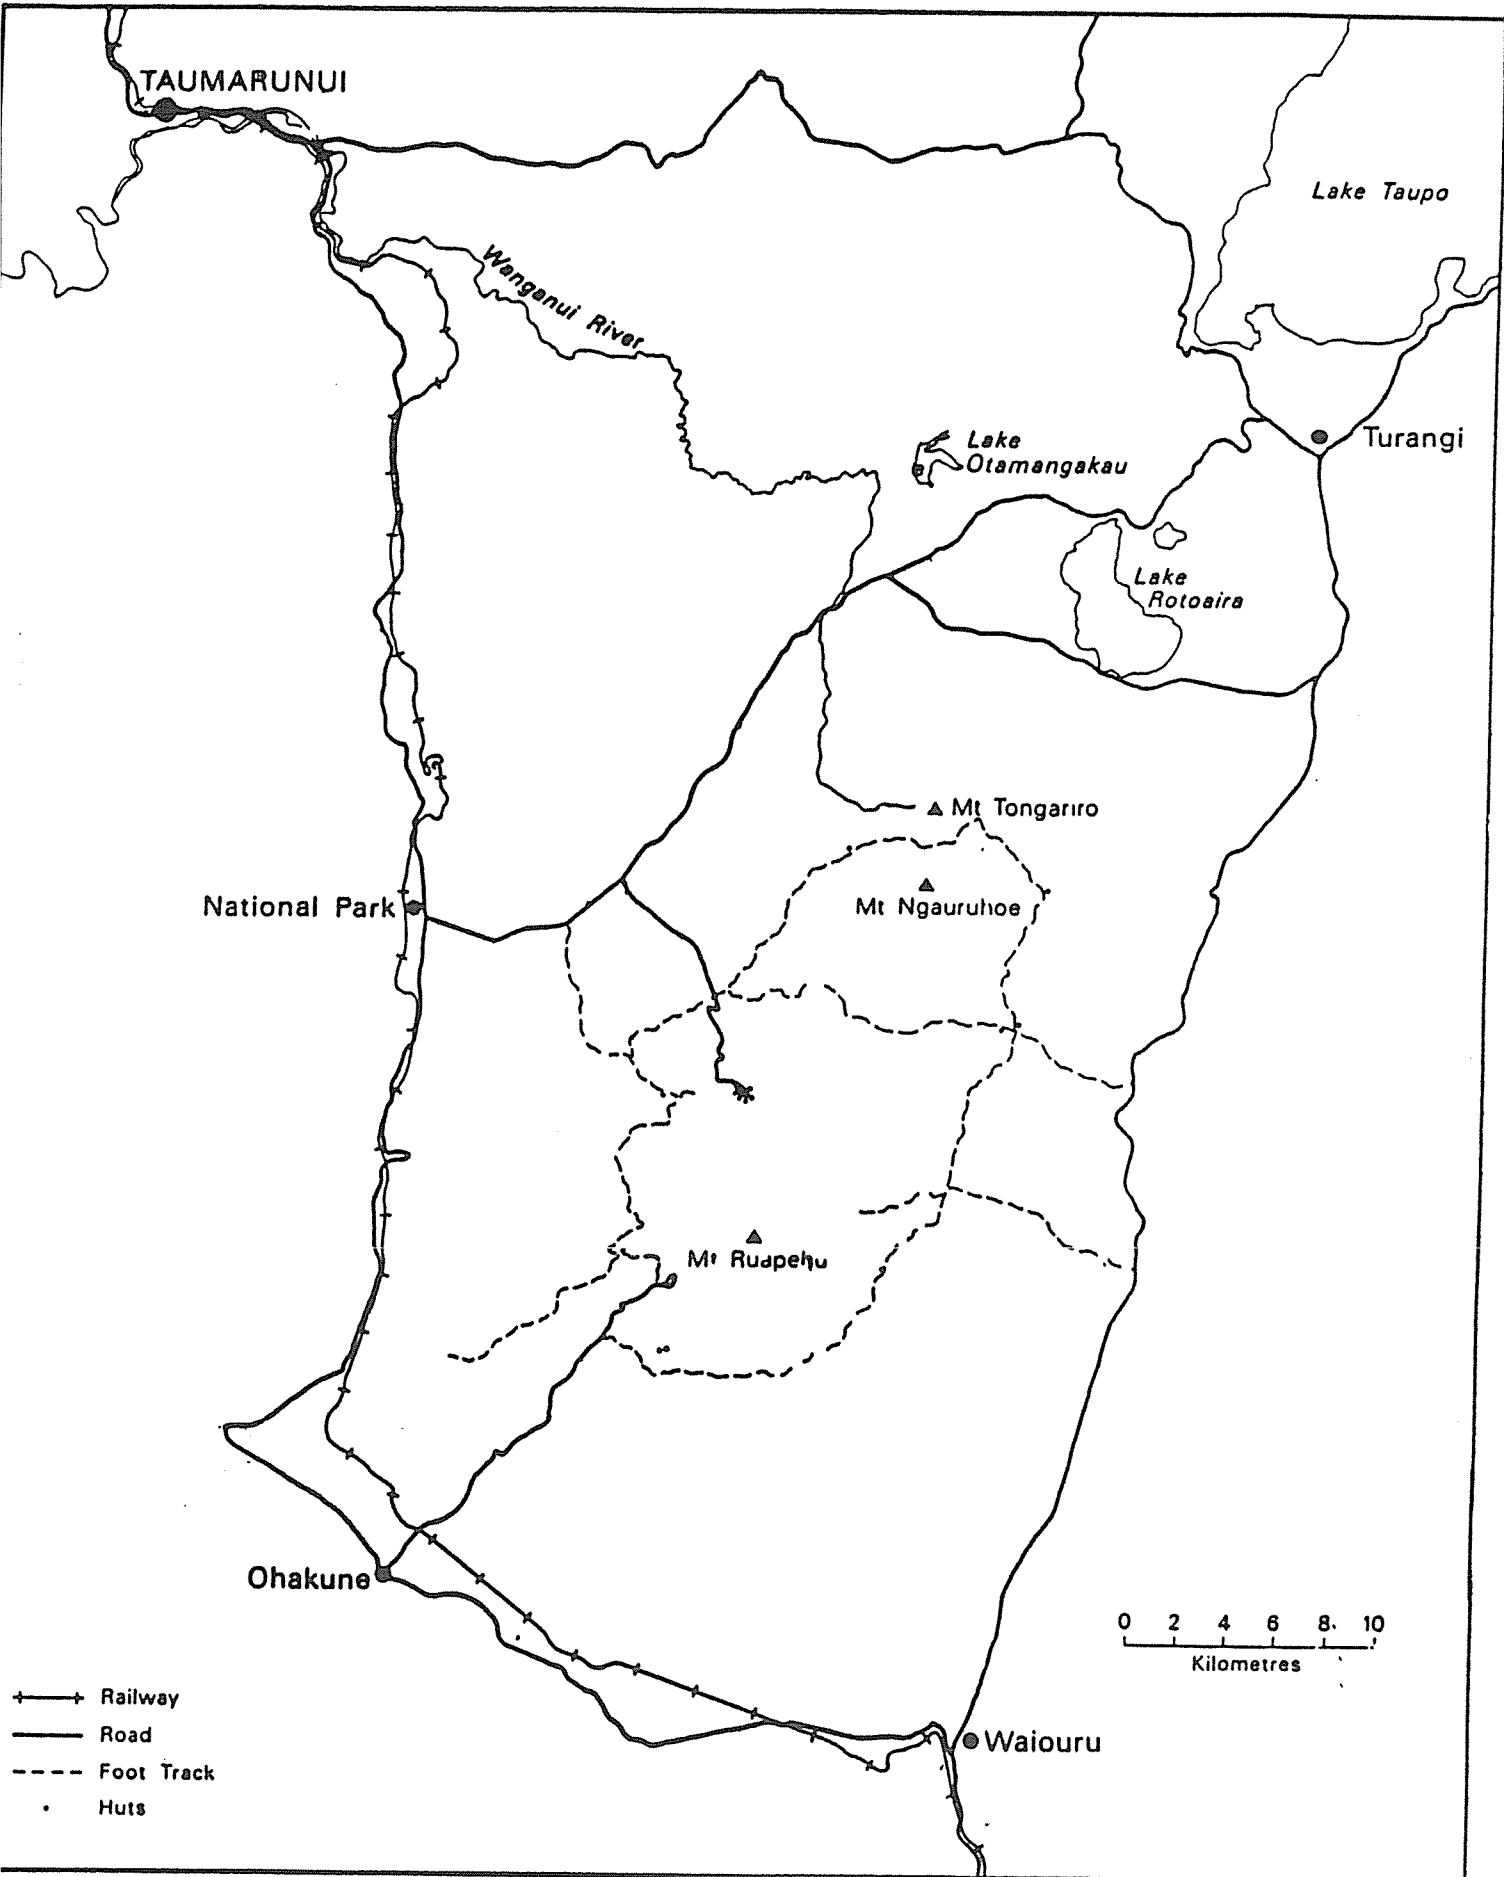 TAUMARUNUI
Lake Taupo
Wanganui River
Lake
Otamangakau
Turangi
Lake
Rotoaira
Mt Tongariro
National Park
Mt Ngauruhoe
Mt Ruapehu
Ohakune
0 2 4 6 8 10
Kilometres
Railway
Road
Foot Track
Huts
Waiouru